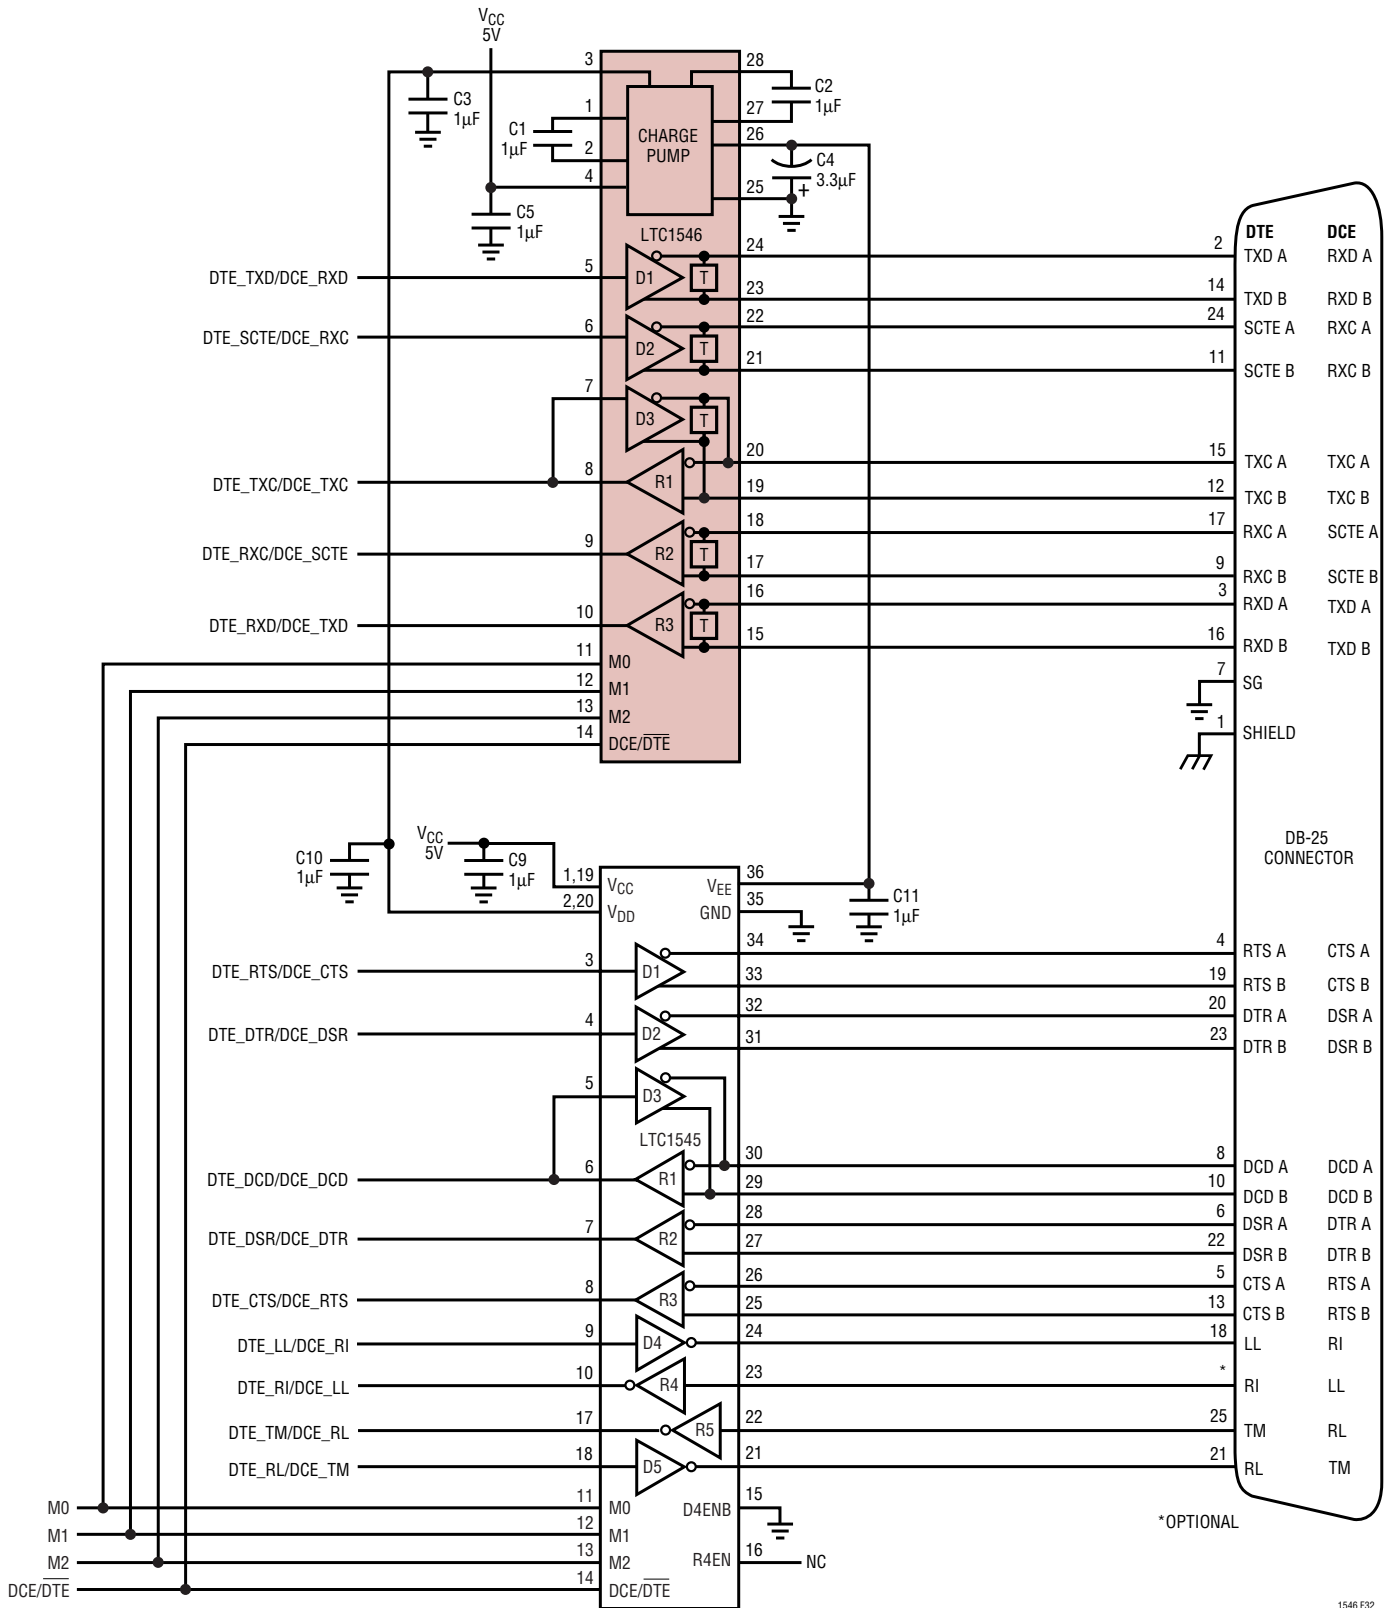 VCC
5V
3
28
C3
1µF
C2
1µF
1
27
C1
1µF
CHARGE
PUMP
26
2
C4
3.3µF
4
25
+
C5
1µF
LTC1546
DTE DCE
DTE_TXD/DCE_RXD 5 D1 T 24 2 TXD A RXD A
23 14 TXD B RXD B
DTE_SCTE/DCE_RXC 6 D2 T 22 24 SCTE A RXC A
21 11 SCTE B RXC B
7 D3 T
DTE_TXC/DCE_TXC 8 R1 20 15 TXC A TXC A
19 12 TXC B TXC B
DTE_RXC/DCE_SCTE 9 R2 T 18 17 RXC A SCTE A
17 9 RXC B SCTE B
DTE_RXD/DCE_TXD 10 R3 T 16 3 RXD A TXD A
15 16 RXD B TXD B
11 M0
7 SG
12 M1
13 M2
1 SHIELD
14 DCE/DTE
DB-25
CONNECTOR
C10
1µF
VCC
5V
C9
1µF
1,19 VCC
VEE 36
2,20 VDD
GND 35
C11
1µF
DTE_RTS/DCE_CTS 3 D1 34 4 RTS A CTS A
33 19 RTS B CTS B
DTE_DTR/DCE_DSR 4 D2 32 20 DTR A DSR A
31 23 DTR B DSR B
5 D3
LTC1545
DTE_DCD/DCE_DCD 6 R1 30 8 DCD A DCD A
29 10 DCD B DCD B
DTE_DSR/DCE_DTR 7 R2 28 6 DSR A DTR A
27 22 DSR B DTR B
DTE_CTS/DCE_RTS 8 R3 26 5 CTS A RTS A
25 13 CTS B RTS B
DTE_LL/DCE_RI 9 D4 24 18 LL RI
DTE_RI/DCE_LL 10 R4 23 * RI LL
DTE_TM/DCE_RL 17 R5 22 25 TM RL
DTE_RL/DCE_TM 18 D5 21 21 RL TM
M0 11 M0 D4ENB 15
*OPTIONAL
M1 12 M1
M2 13 M2 R4EN 16 NC
DCE/DTE 14 DCE/DTE
1546 F32